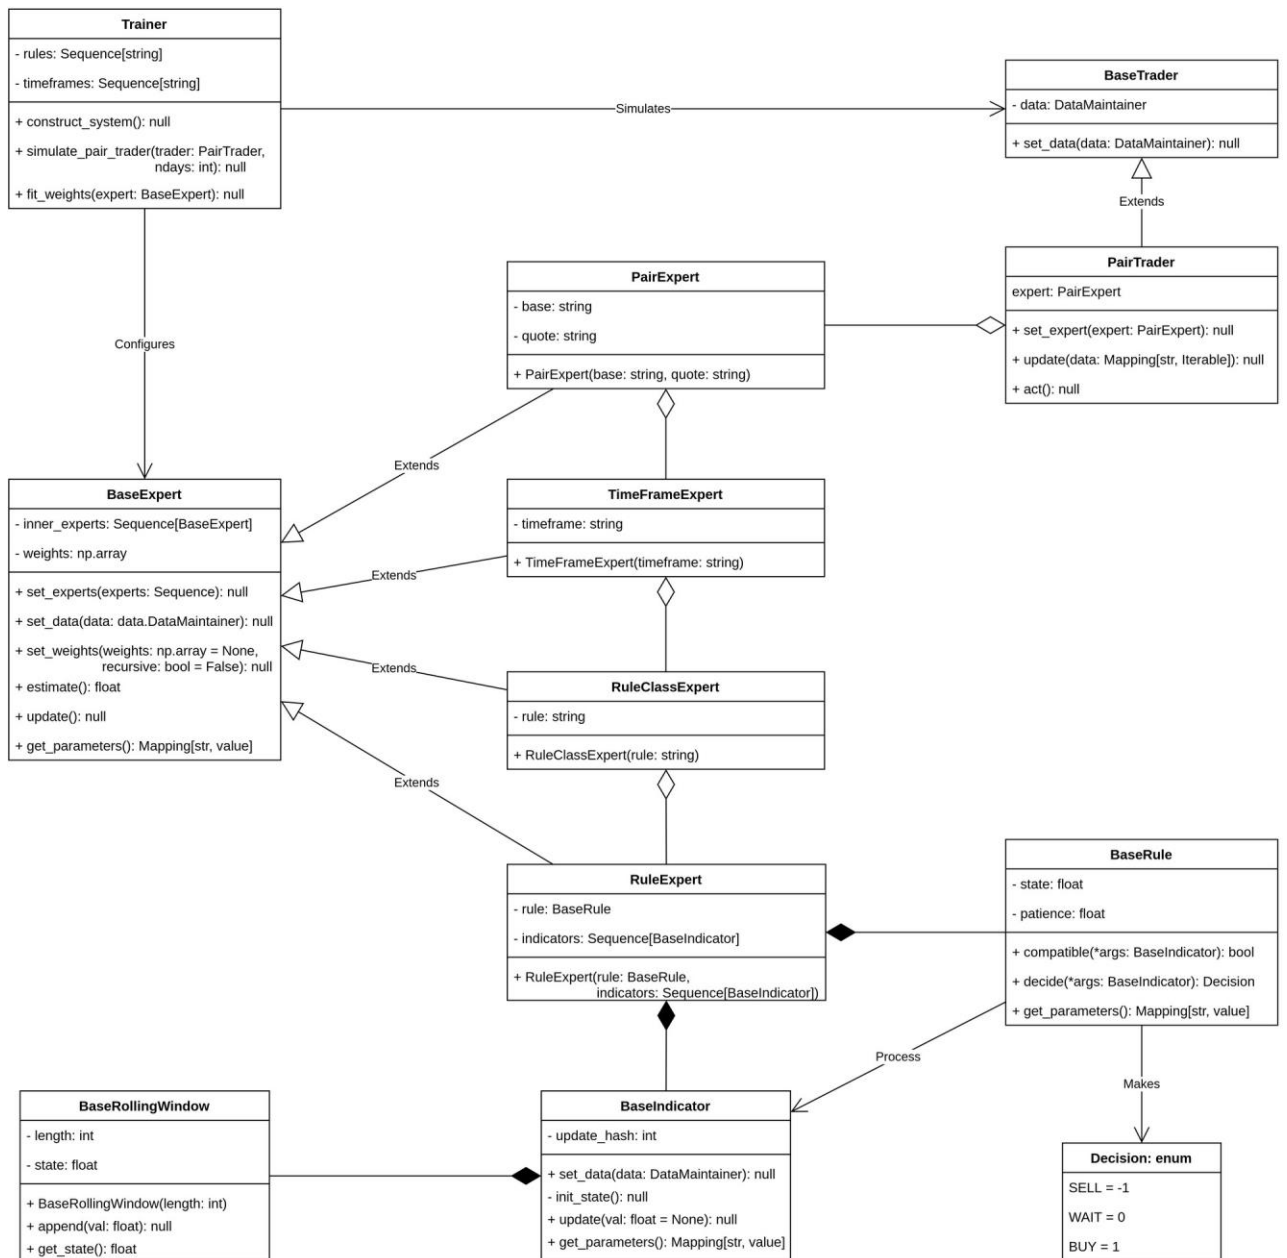 Trainer
- rules: Sequence[string]
- timeframes: Sequence[string]
+ construct_system(): null
+ simulate_pair_trader(trader: PairTrader,
ndays: int): null
+ fit_weights(expert: BaseExpert): null
Simulates
BaseTrader
- data: DataMaintainer
+ set_data(data: DataMaintainer): null
Extends
PairTrader
expert: PairExpert
+ set_expert(expert: PairExpert): null
+ update(data: Mapping[str, Iterable]): null
+ act(): null
PairExpert
- base: string
- quote: string
+ PairExpert(base: string, quote: string)
Configures
Extends
BaseExpert
- inner_experts: Sequence[BaseExpert]
- weights: np.array
+ set_experts(experts: Sequence): null
+ set_data(data: data.DataMaintainer): null
+ set_weights(weights: np.array = None,
recursive: bool = False): null
+ estimate(): float
+ update(): null
+ get_parameters(): Mapping[str, value]
TimeFrameExpert
- timeframe: string
+ TimeFrameExpert(timeframe: string)
Extends
Extends
RuleClassExpert
- rule: string
+ RuleClassExpert(rule: string)
Extends
RuleExpert
- rule: BaseRule
- indicators: Sequence[BaseIndicator]
+ RuleExpert(rule: BaseRule,
indicators: Sequence[BaseIndicator])
BaseRule
- state: float
- patience: float
+ compatible(*args: BaseIndicator): bool
+ decide(*args: BaseIndicator): Decision
+ get_parameters(): Mapping[str, value]
Process
Makes
BaseRollingWindow
- length: int
- state: float
+ BaseRollingWindow(length: int)
+ append(val: float): null
+ get_state(): float
BaseIndicator
- update_hash: int
+ set_data(data: DataMaintainer): null
- init_state(): null
+ update(val: float = None): null
+ get_parameters(): Mapping[str, value]
Decision: enum
SELL = -1
WAIT = 0
BUY = 1